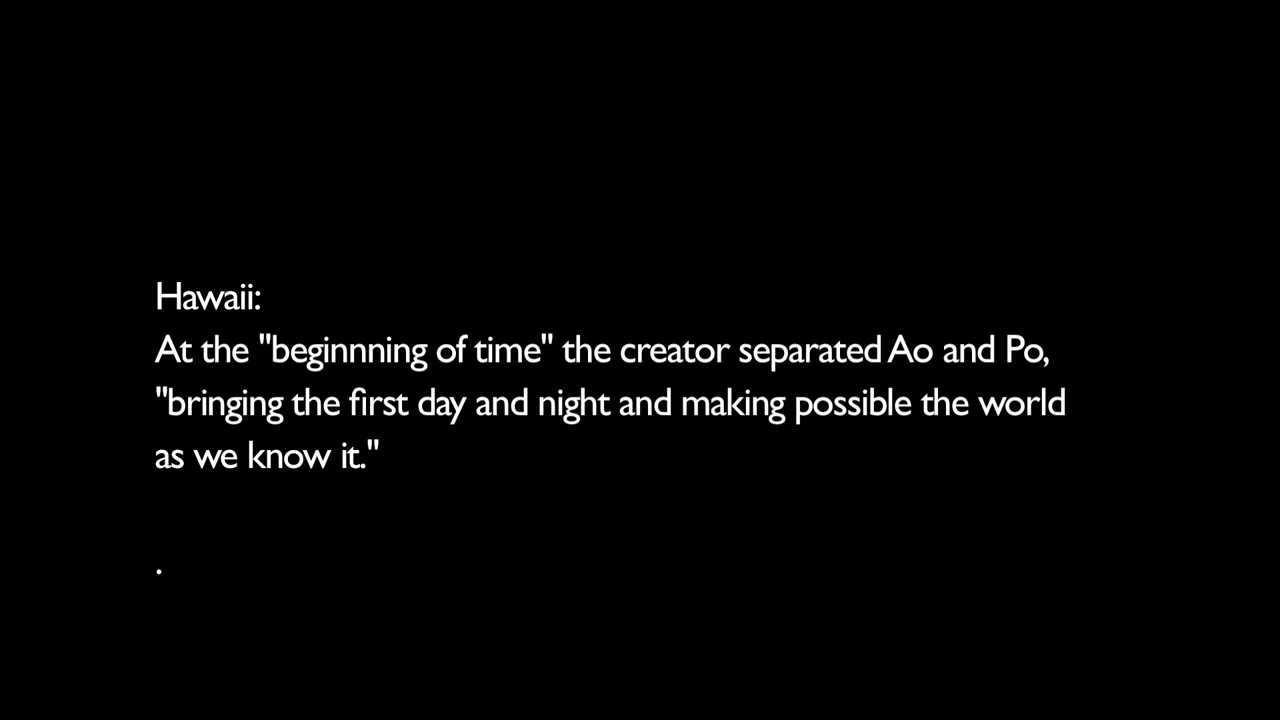 Hawaii:
At the "beginnning of time" the creator separated Ao and Po,
"bringing the first day and night and making possible the world
as we know it."
.